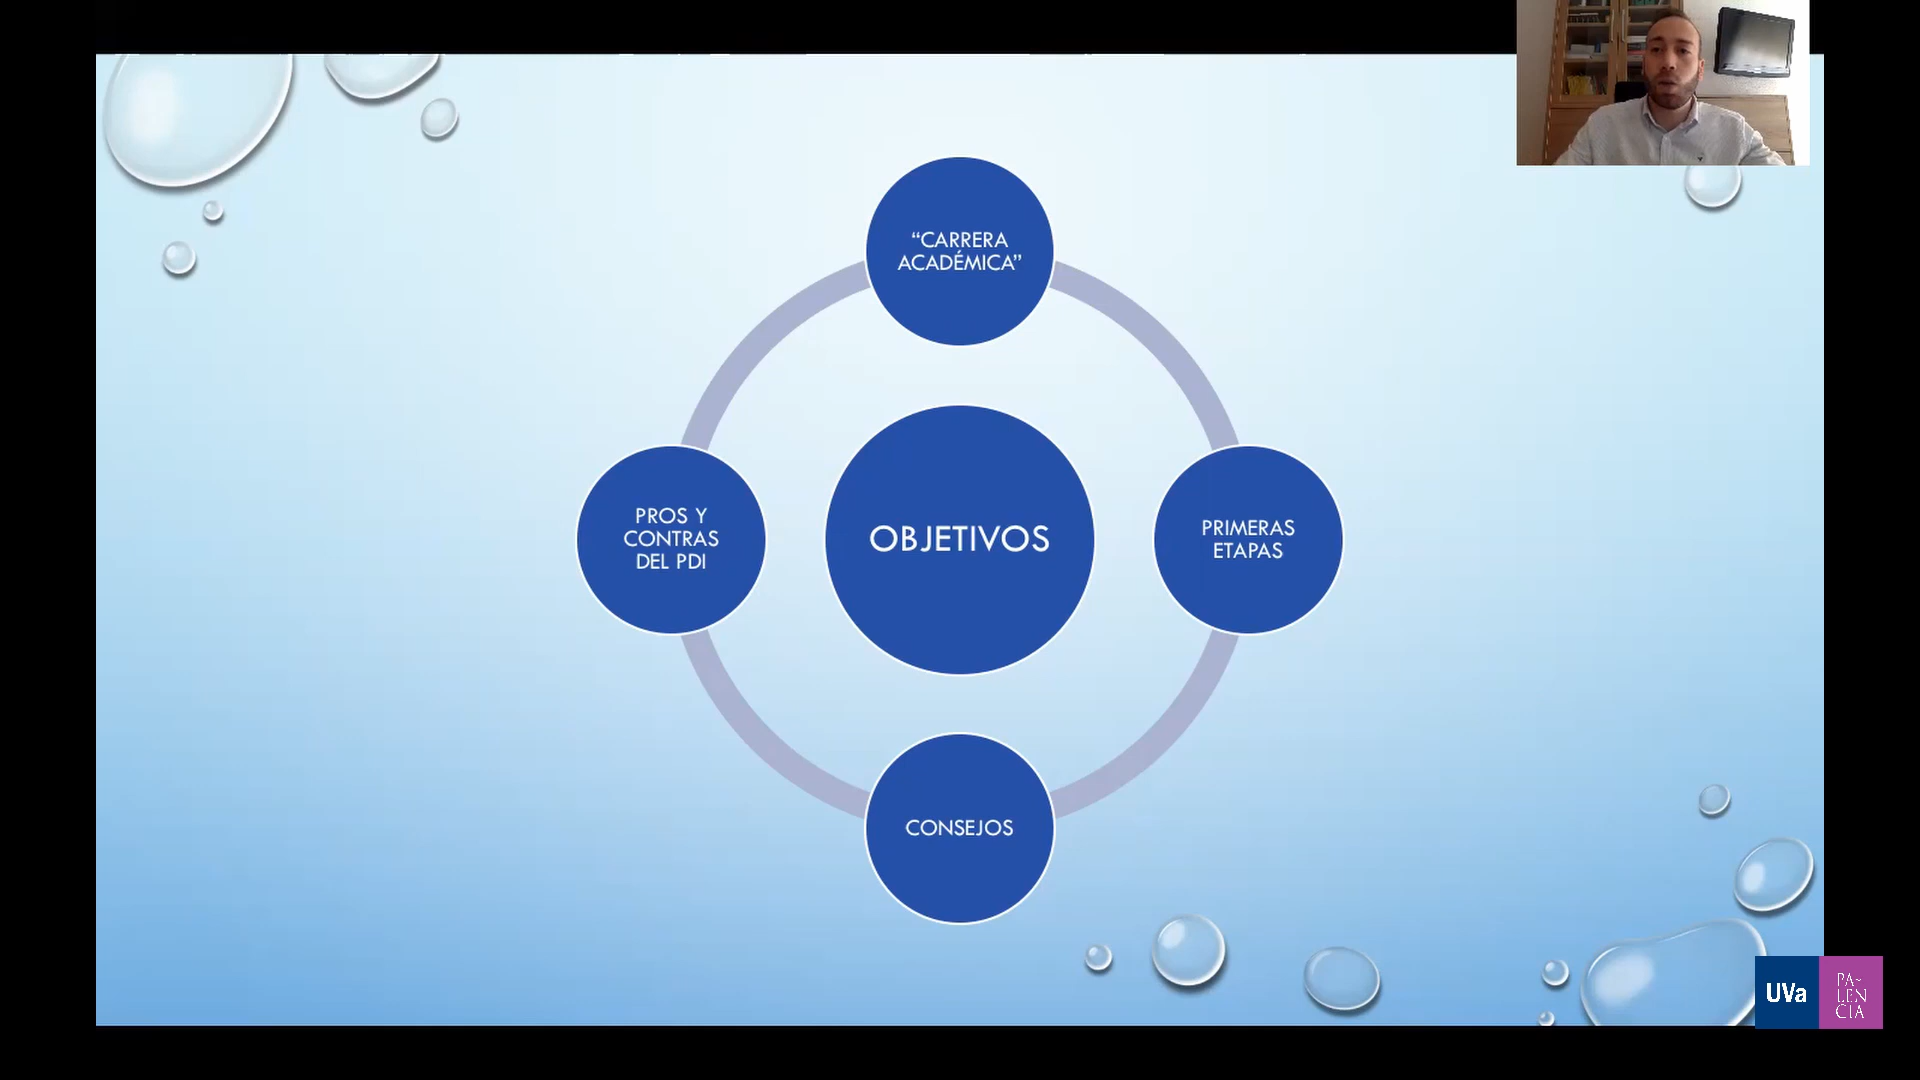 “CARRERA
ACADÉMICA”
PROS Y
CONTRAS
DEL PDI
OBJETIVOS
PRIMERAS
ETAPAS
CONSEJOS
UVa
PA~
LEN
CIA